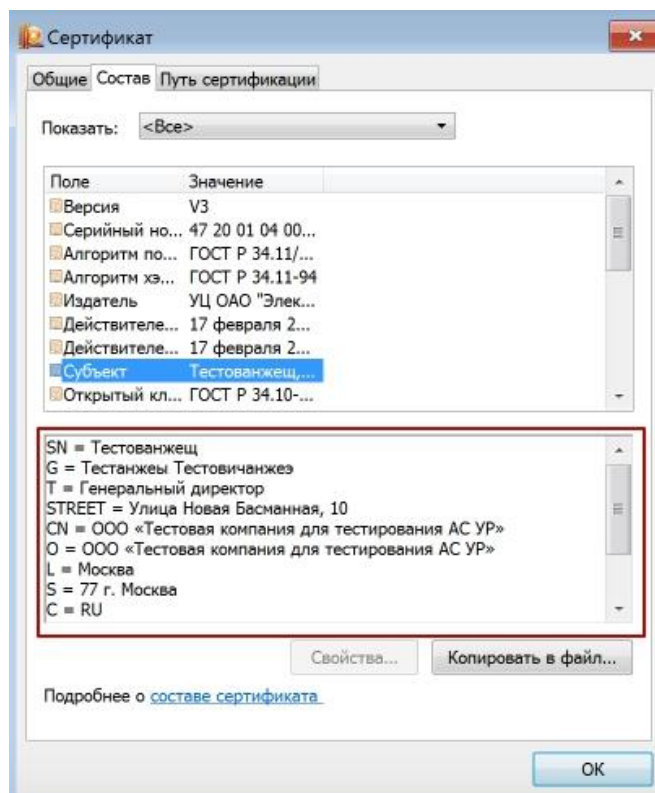 Сертификат
Общие Состав Путь сертификации
Показать: <Все>
Поле Значение
Версия V3
Серийный но... 47 20 01 04 00...
Алгоритм по... ГОСТ Р 34.11/...
Алгоритм хэ... ГОСТ Р 34.11-94
Издатель УЦ ОАО "Элек...
Действителе... 17 февраля 2...
Действителе... 17 февраля 2...
Субъект Тестованжещ,...
Открытый кл... ГОСТ Р 34.10-...
SN = Тестованжещ
G = Тестанжеы Тестовичанжеэ
T = Генеральный директор
STREET = Улица Новая Басманная, 10
CN = ООО «Тестовая компания для тестирования АС УР»
O = ООО «Тестовая компания для тестирования АС УР»
L = Москва
S = 77 г. Москва
C = RU
Свойства... Копировать в файл...
Подробнее о составе сертификата
ОК